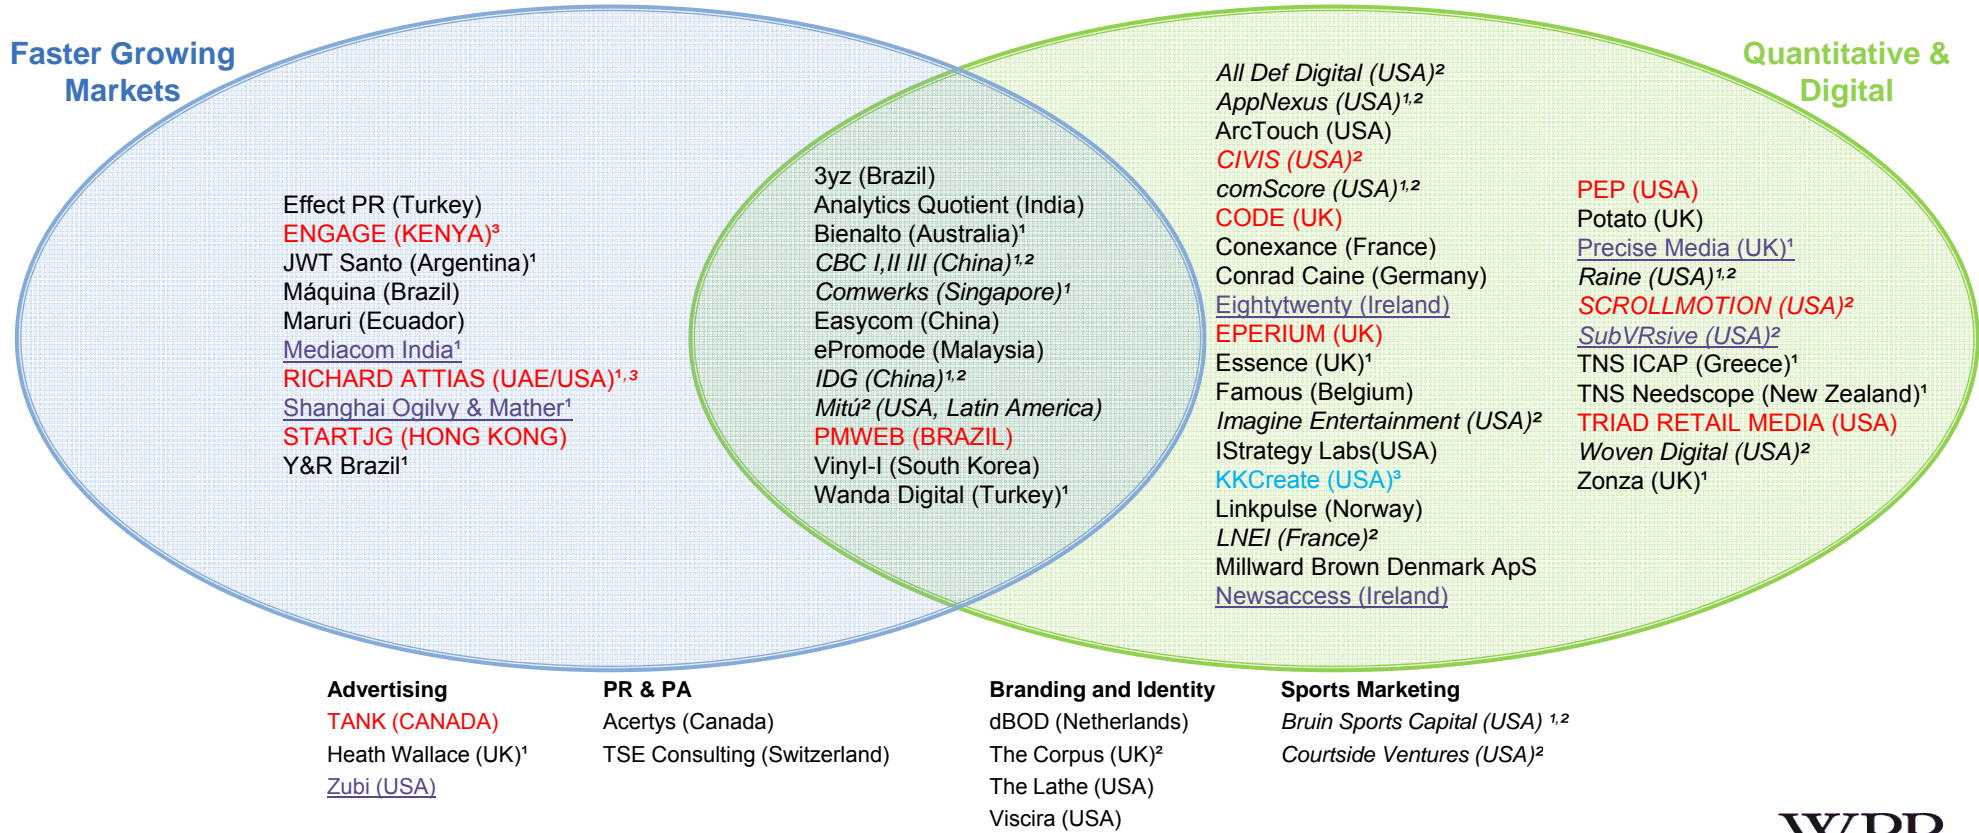 Faster Growing
Markets
Effect PR (Turkey)
ENGAGE (KENYA)³
JWT Santo (Argentina)¹
Máquina (Brazil)
Maruri (Ecuador)
Mediacom India¹
RICHARD ATTIAS (UAE/USA)¹,³
Shanghai Ogilvy & Mather¹
STARTJG (HONG KONG)
Y&R Brazil¹
3yz (Brazil)
Analytics Quotient (India)
Bienalto (Australia)¹
CBC I,II III (China)¹,²
Comwerks (Singapore)¹
Easycom (China)
ePromode (Malaysia)
IDG (China)¹,²
Mitú² (USA, Latin America)
PMWEB (BRAZIL)
Vinyl-I (South Korea)
Wanda Digital (Turkey)¹
Quantitative &
Digital
All Def Digital (USA)²
AppNexus (USA)¹,²
ArcTouch (USA)
CIVIS (USA)²
comScore (USA)¹,²
CODE (UK)
Conexance (France)
Conrad Caine (Germany)
Eightytwenty (Ireland)
EPERIUM (UK)
Essence (UK)¹
Famous (Belgium)
Imagine Entertainment (USA)²
IStrategy Labs(USA)
KKCreate (USA)³
Linkpulse (Norway)
LNEI (France)²
Millward Brown Denmark ApS
Newsaccess (Ireland)
PEP (USA)
Potato (UK)
Precise Media (UK)¹
Raine (USA)¹,²
SCROLLMOTION (USA)²
SubVRsive (USA)²
TNS ICAP (Greece)¹
TNS Needscope (New Zealand)¹
TRIAD RETAIL MEDIA (USA)
Woven Digital (USA)²
Zonza (UK)¹
Advertising
TANK (CANADA)
Heath Wallace (UK)¹
Zubi (USA)
PR & PA
Acertys (Canada)
TSE Consulting (Switzerland)
Branding and Identity
dBOD (Netherlands)
The Corpus (UK)²
The Lathe (USA)
Viscira (USA)
Sports Marketing
Bruin Sports Capital (USA) ¹,²
Courtside Ventures (USA)²
WPP